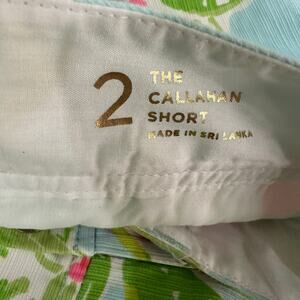 2
THE
CALLAHAN
SHORT
MADE IN SRI LANKA